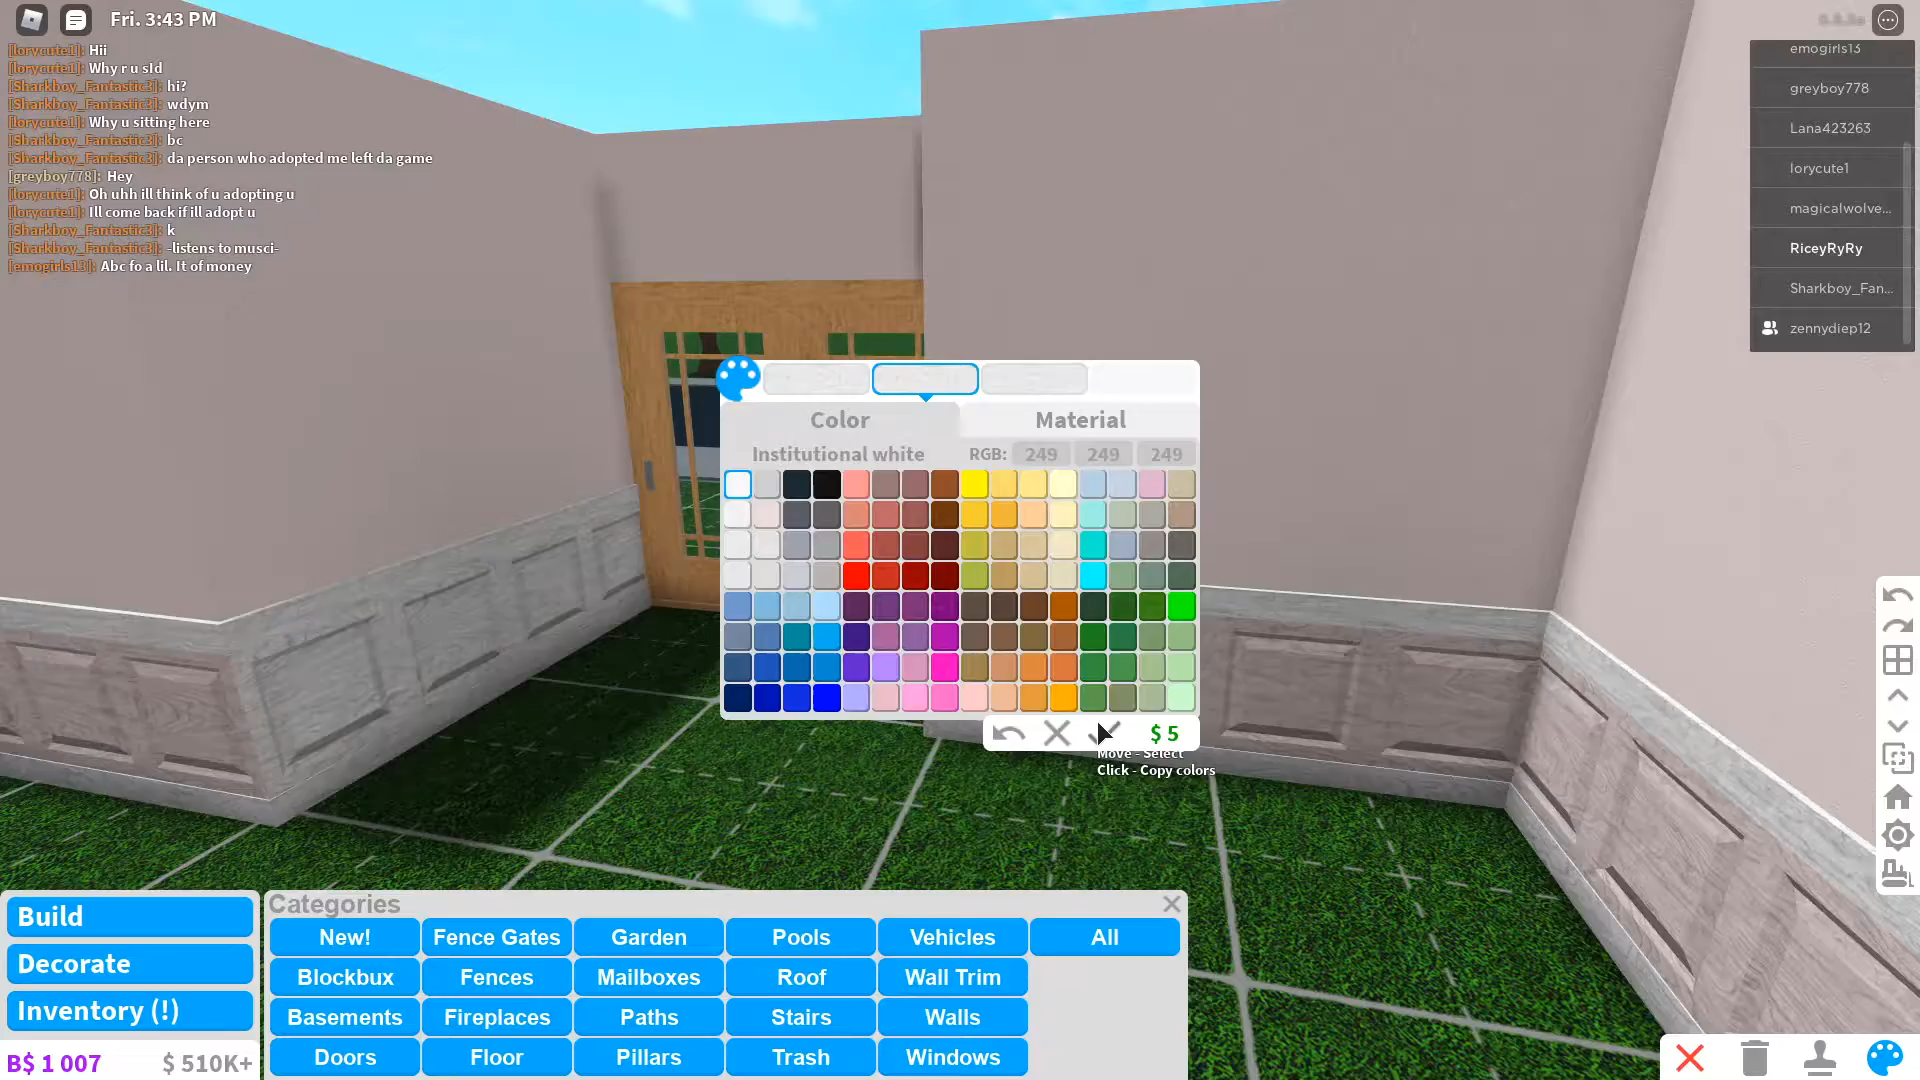 Fri. 3:43 PM
[lorycute1]: Hii
[lorycute1]: Why r u sld
[Sharkboy_Fantastic3]: hi?
[Sharkboy_Fantastic3]: wdym
[lorycute1]: Why u sitting here
[Sharkboy_Fantastic3]: bc
[Sharkboy_Fantastic3]: da person who adopted me left da game
[greyboy778]: Hey
[lorycute1]: Oh uhh ill think of u adopting u
[lorycute1]: Ill come back if ill adopt u
[Sharkboy_Fantastic3]: k
[Sharkboy_Fantastic3]: -listens to musci-
[emogirls13]: Abc fo a lil. It of money
emogirls13
greyboy778
Lana423263
lorycute1
magicalwolve...
RiceyRyRy
Sharkboy_Fan...
zennydiep12
Color Material
Institutional white RGB: 249 249 249
$ 5
Move - Select
Click - Copy colors
Build
Decorate
Inventory (!)
B$ 1 007 $ 510K+
Categories
New! Fence Gates Garden Pools Vehicles All
Blockbux Fences Mailboxes Roof Wall Trim
Basements Fireplaces Paths Stairs Walls
Doors Floor Pillars Trash Windows